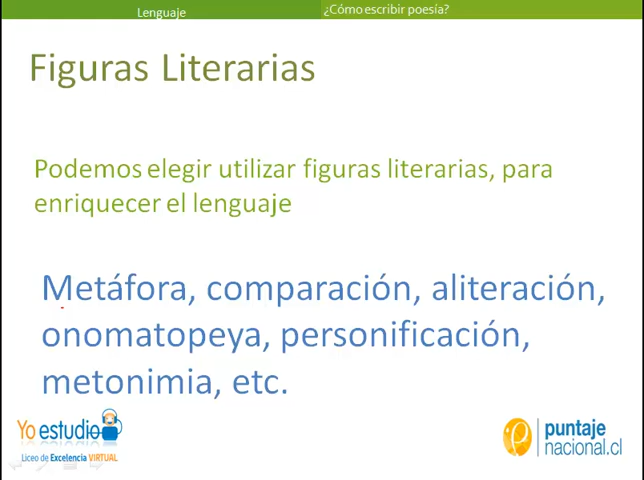 Lenguaje
¿Cómo escribir poesía?
Figuras Literarias
Podemos elegir utilizar figuras literarias, para
enriquecer el lenguaje
Metáfora, comparación, aliteración,
onomatopeya, personificación,
metonimia, etc.
Yo estudio
Liceo de Excelencia VIRTUAL
puntaje
nacional.cl